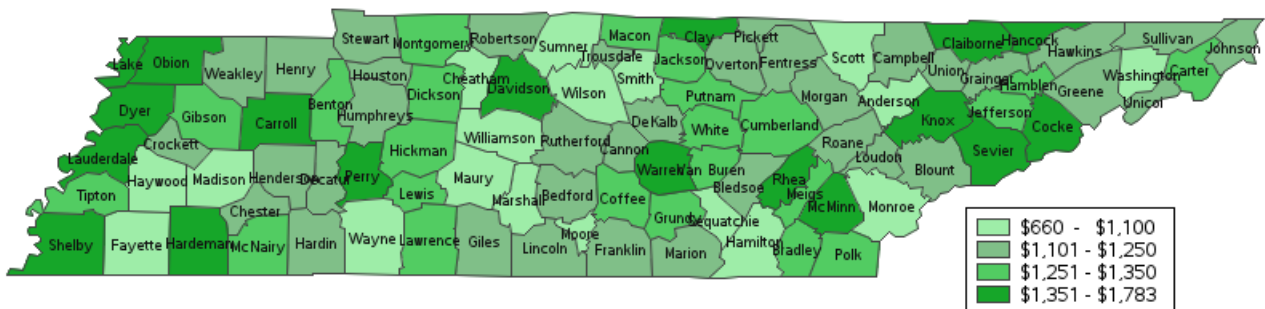 Stewart
Montgomery
Robertson
Sumner
Macon
Trousdale
Clay
Pickett
Scott
Campbell
Claiborne
Hancock
Hawkins
Sullivan
Johnson
Lake
Obion
Weakley
Henry
Houston
Cheatham
Davidson
Wilson
Smith
Jackson
Overton
Fentress
Union
Grainger
Hamblen
Greene
Washington
Carter
Unicoi
Dyer
Gibson
Carroll
Benton
Humphreys
Dickson
DeKalb
Putnam
Morgan
Anderson
Knox
Jefferson
Cocke
Crockett
Williamson
Rutherford
Cannon
White
Cumberland
Roane
Loudon
Blount
Sevier
Lauderdale
Haywood
Madison
Henderson
Decatur
Perry
Hickman
Maury
Warren
Van Buren
Bledsoe
Rhea
Meigs
Tipton
Chester
Lewis
Marshall
Bedford
Coffee
Grundy
Sequatchie
McMinn
Monroe
Shelby
Fayette
Hardeman
McNairy
Hardin
Wayne
Lawrence
Giles
Lincoln
Moore
Franklin
Marion
Hamilton
Bradley
Polk
$660 - $1,100
$1,101 - $1,250
$1,251 - $1,350
$1,351 - $1,783